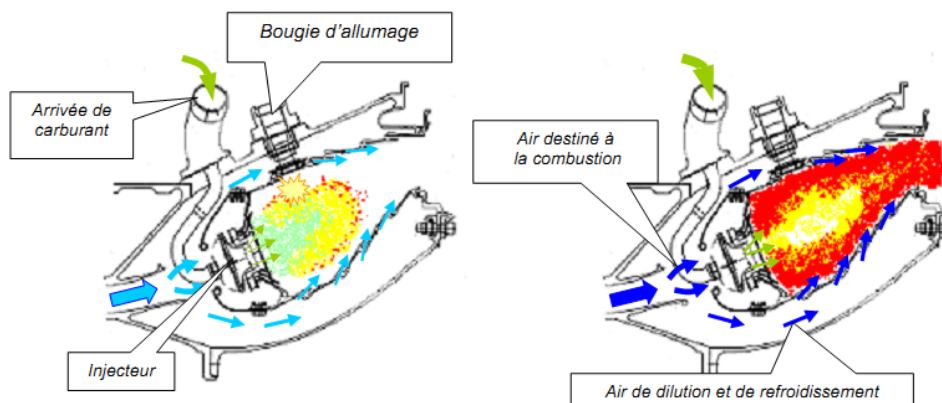 Bougie d'allumage
Arrivée de
carburant
Injecteur
Air destiné à
la combustion
Air de dilution et de refroidissement